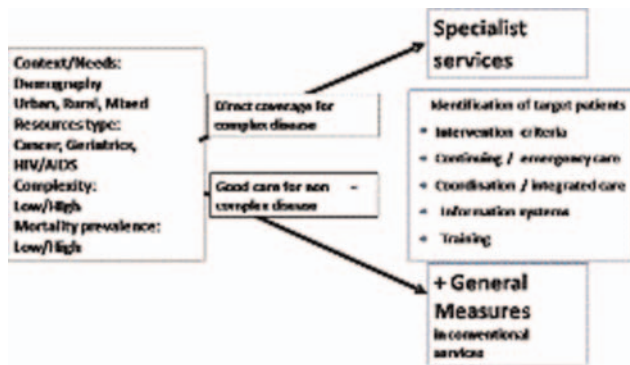 Context/Needs:
Demography
Urban, Rural, Mixed
Resources type:
Cancer, Geriatrics,
HIV/AIDS
Complexity:
Low/High
Mortality prevalence:
Low/High
Direct coverage for
complex disease
Good care for non –
complex disease
Specialist
services
Identification of target patients
Intervention criteria
Continuing / emergency care
Coordination / integrated care
Information systems
Training
+ General
Measures
in conventional
services